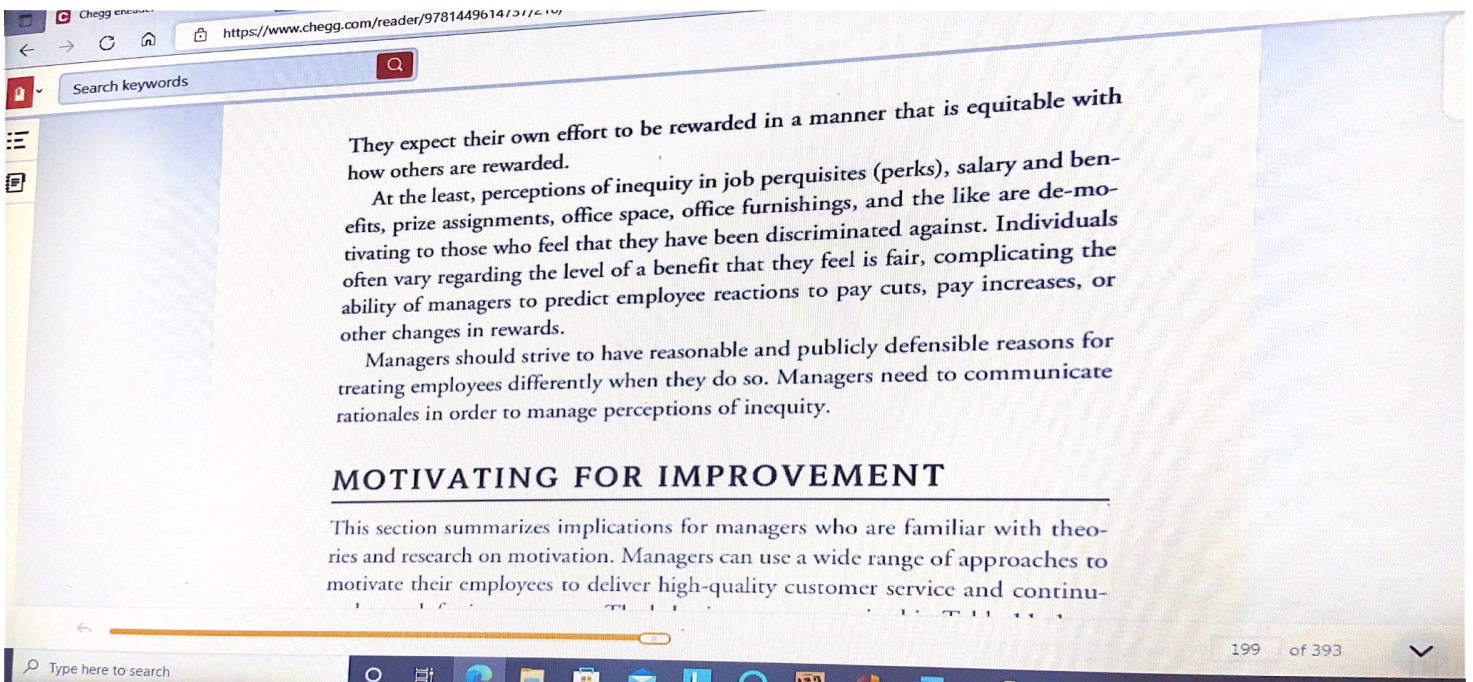 Chegg
https://www.chegg.com/reader/9781449614737/210/
Search keywords
They expect their own effort to be rewarded in a manner that is equitable with
how others are rewarded.
At the least, perceptions of inequity in job perquisites (perks), salary and ben-
efits, prize assignments, office space, office furnishings, and the like are de-mo-
tivating to those who feel that they have been discriminated against. Individuals
often vary regarding the level of a benefit that they feel is fair, complicating the
ability of managers to predict employee reactions to pay cuts, pay increases, or
other changes in rewards.
Managers should strive to have reasonable and publicly defensible reasons for
treating employees differently when they do so. Managers need to communicate
rationales in order to manage perceptions of inequity.
MOTIVATING FOR IMPROVEMENT
This section summarizes implications for managers who are familiar with theo-
ries and research on motivation. Managers can use a wide range of approaches to
motivate their employees to deliver high-quality customer service and continu-
199 of 393
Type here to search